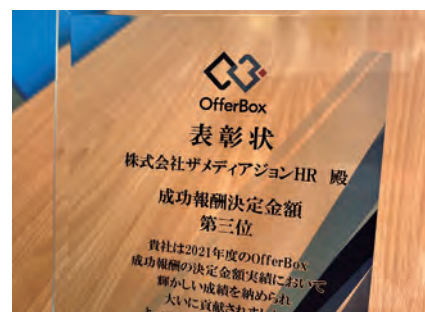 OfferBox
表彰状
株式会社ザメディアジョンHR 殿
成功報酬決定金額
第三位
貴社は2021年度のOfferBox
成功報酬の決定金額実績において
輝かしい成績を納められ
大いに貢献されました